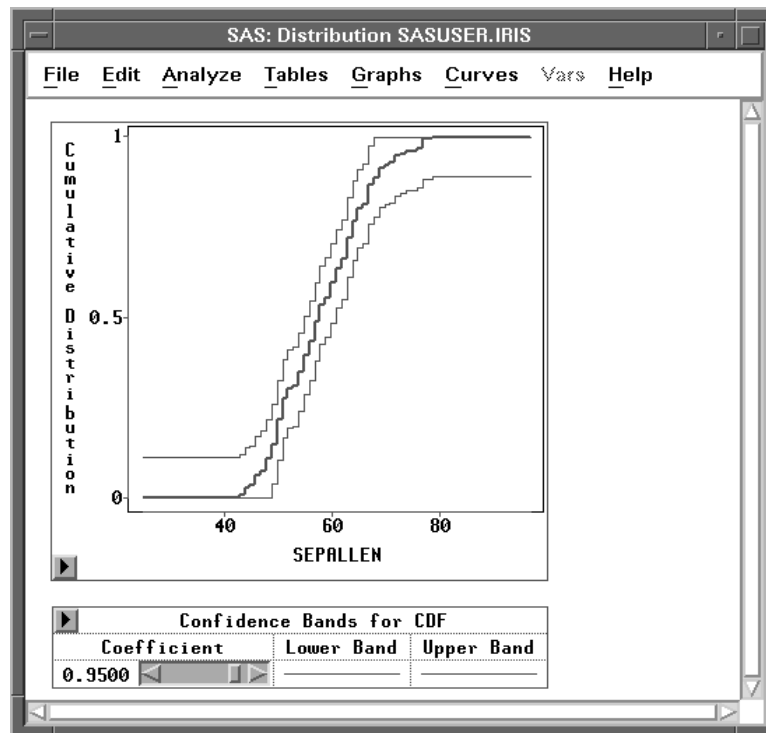 SAS: Distribution SASUSER.IRIS
File Edit Analyze Tables Graphs Curves Vars Help
Cumulative Distribution
1
0.5
0
40 60 80
SEPALLEN
Confidence Bands for CDF
Coefficient Lower Band Upper Band
0.9500